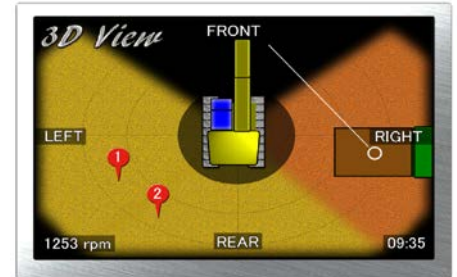 3D View
FRONT
LEFT
RIGHT
1
2
1253 rpm
REAR
09:35